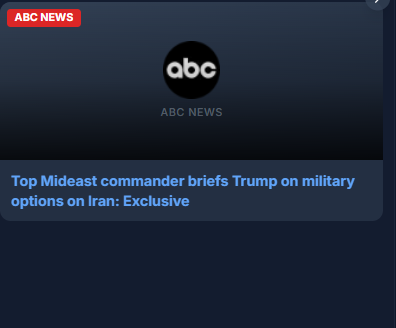 ABC NEWS
abc
ABC NEWS
Top Mideast commander briefs Trump on military
options on Iran: Exclusive